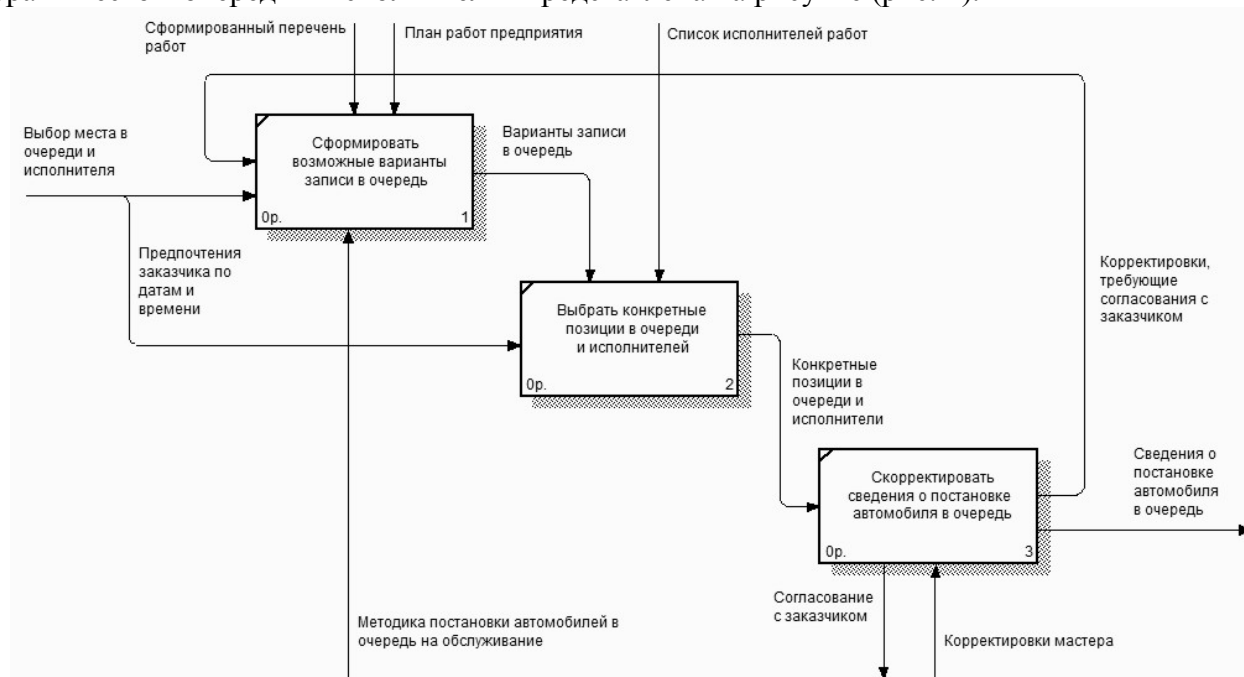 Сформированный перечень
работ
План работ предприятия
Список исполнителей работ
Выбор места в
очереди и
исполнителя
Сформировать
возможные варианты
записи в очередь
0р.
1
Варианты записи
в очередь
Предпочтения
заказчика по
датам и
времени
Выбрать конкретные
позиции в очереди
и исполнителей
0р.
2
Корректировки,
требующие
согласования с
заказчиком
Конкретные
позиции в
очереди и
исполнители
Скорректировать
сведения о постановке
автомобиля в очередь
0р.
3
Сведения о
постановке
автомобиля
в очередь
Методика постановки автомобилей в
очередь на обслуживание
Согласование
с заказчиком
Корректировки мастера